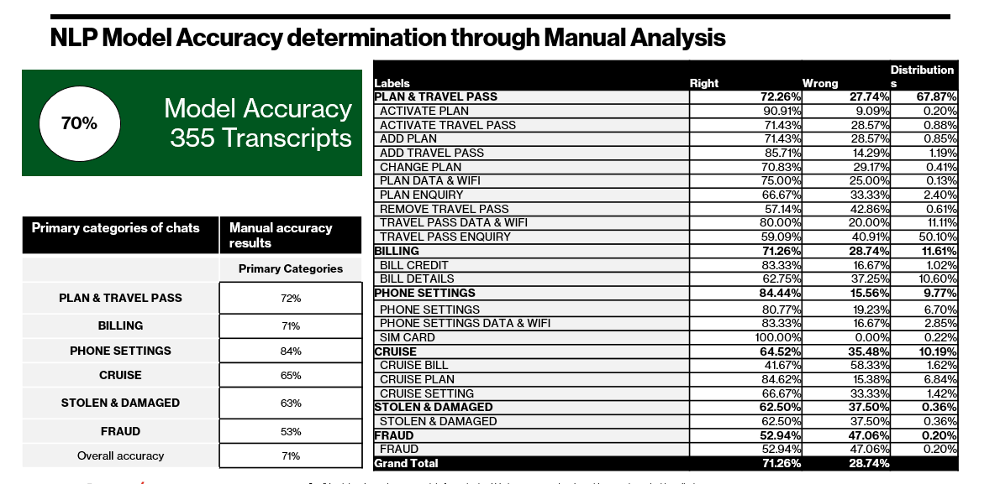 NLP Model Accuracy determination through Manual Analysis
70%
Model Accuracy
355 Transcripts
Primary categories of chats Manual accuracy results
Primary Categories
PLAN & TRAVEL PASS 72%
BILLING 71%
PHONE SETTINGS 84%
CRUISE 65%
STOLEN & DAMAGED 63%
FRAUD 53%
Overall accuracy 71%
Labels Right Wrong Distributions
PLAN & TRAVEL PASS 72.26% 27.74% 67.87%
ACTIVATE PLAN 90.91% 9.09% 0.20%
ACTIVATE TRAVEL PASS 71.43% 28.57% 0.88%
ADD PLAN 71.43% 28.57% 0.85%
ADD TRAVEL PASS 85.71% 14.29% 1.19%
CHANGE PLAN 70.83% 29.17% 0.41%
PLAN DATA & WIFI 75.00% 25.00% 0.13%
PLAN ENQUIRY 66.67% 33.33% 2.40%
REMOVE TRAVEL PASS 57.14% 42.86% 0.61%
TRAVEL PASS DATA & WIFI 80.00% 20.00% 11.11%
TRAVEL PASS ENQUIRY 59.09% 40.91% 50.10%
BILLING 71.26% 28.74% 11.61%
BILL CREDIT 83.33% 16.67% 1.02%
BILL DETAILS 62.75% 37.25% 10.60%
PHONE SETTINGS 84.44% 15.56% 9.77%
PHONE SETTINGS 80.77% 19.23% 6.70%
PHONE SETTINGS DATA & WIFI 83.33% 16.67% 2.85%
SIM CARD 100.00% 0.00% 0.22%
CRUISE 64.52% 35.48% 10.19%
CRUISE BILL 41.67% 58.33% 1.62%
CRUISE PLAN 84.62% 15.38% 6.84%
CRUISE SETTING 66.67% 33.33% 1.42%
STOLEN & DAMAGED 62.50% 37.50% 0.36%
STOLEN & DAMAGED 62.50% 37.50% 0.36%
FRAUD 52.94% 47.06% 0.20%
FRAUD 52.94% 47.06% 0.20%
Grand Total 71.26% 28.74%